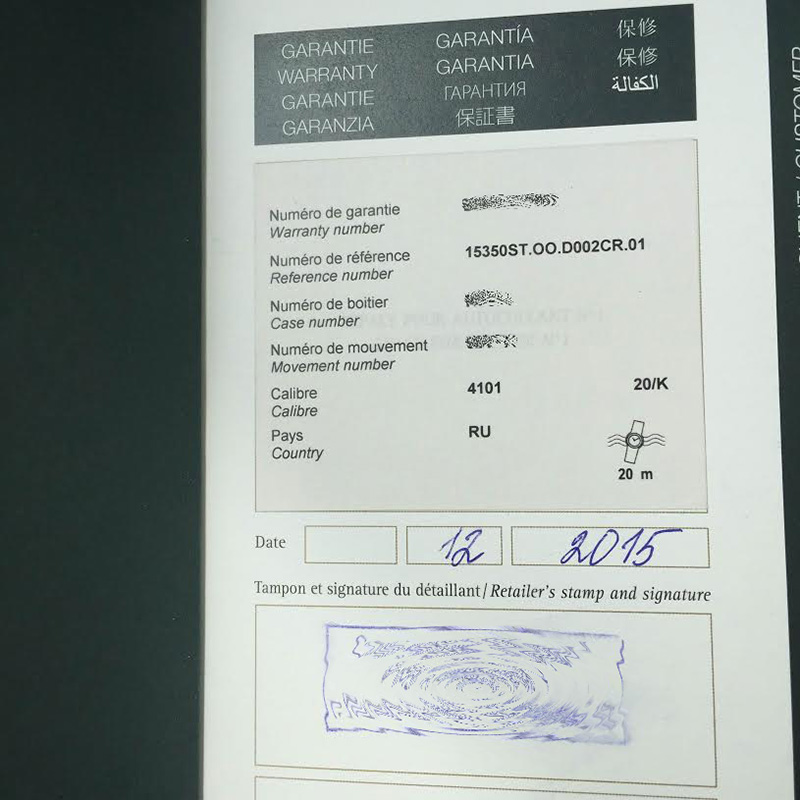 GARANTIE
WARRANTY
GARANTIE
GARANZIA
GARANTÍA
GARANTIA
ГАРАНТИЯ
保証書
保修
保修
الكفالة
Numéro de garantie
Warranty number
Numéro de référence 15350ST.OO.D002CR.01
Reference number
Numéro de boitier
Case number
Numéro de mouvement
Movement number
Calibre 4101 20/K
Calibre
Pays RU
Country
20 m
Date 12 2015
Tampon et signature du détaillant / Retailer's stamp and signature
CUSTOMER